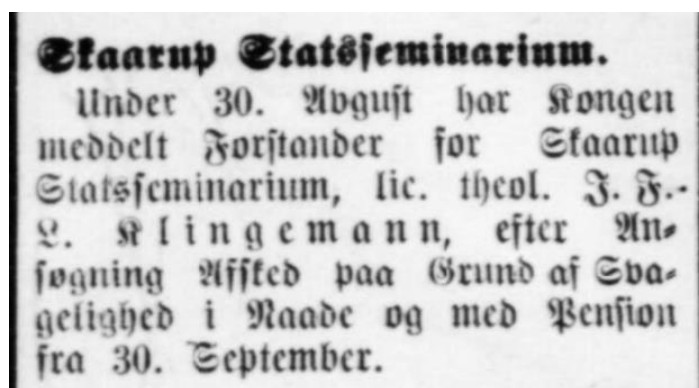 Skaarup Statsseminarium.
Under 30. Avgust har Kongen
meddelt Forstander for Skaarup
Statsseminarium, lic. theol. J. F.-
L. Klingemann, efter An-
søgning Afsked paa Grund af Sva-
gelighed i Naade og med Pension
fra 30. September.